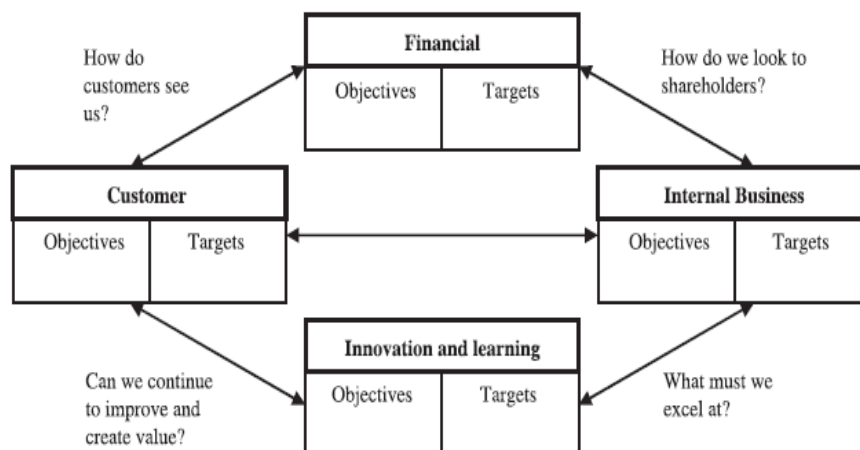 Financial
Objectives
Targets
How do
customers see
us?
How do we look to
shareholders?
Customer
Objectives
Targets
Internal Business
Objectives
Targets
Innovation and learning
Objectives
Targets
Can we continue
to improve and
create value?
What must we
excel at?